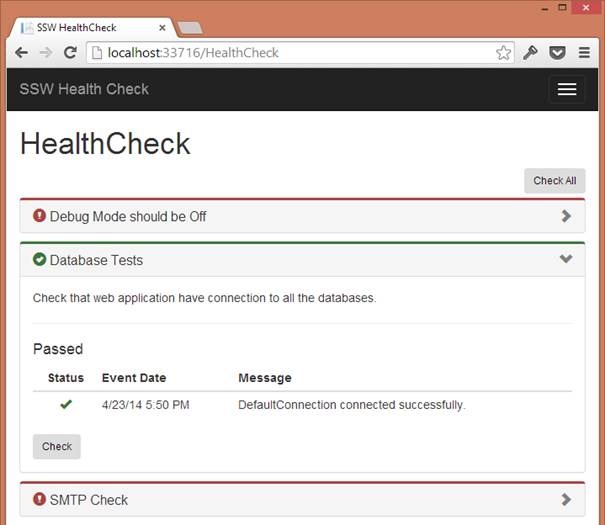 SSW HealthCheck
localhost:33716/HealthCheck
SSW Health Check
HealthCheck
Check All
Debug Mode should be Off
Database Tests
Check that web application have connection to all the databases.
Passed
Status Event Date Message
4/23/14 5:50 PM DefaultConnection connected successfully.
Check
SMTP Check